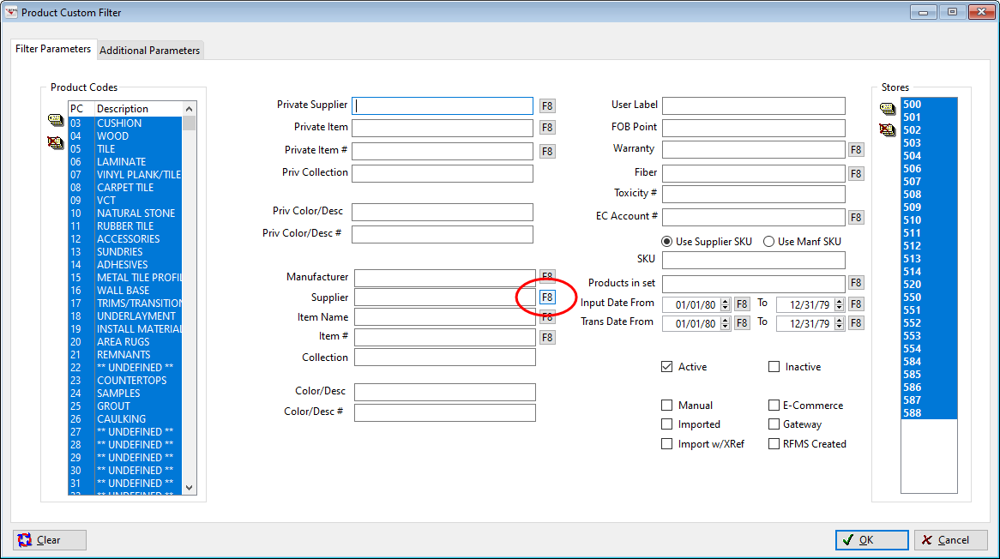 Product Custom Filter
Filter Parameters
Additional Parameters
Product Codes
PC Description
03 CUSHION
04 WOOD
05 TILE
06 LAMINATE
07 VINYL PLANK/TILE
08 CARPET TILE
09 VCT
10 NATURAL STONE
11 RUBBER TILE
12 ACCESSORIES
13 SUNDRIES
14 ADHESIVES
15 METAL TILE PROFIL
16 WALL BASE
17 TRIMS/TRANSITION
18 UNDERLAYMENT
19 INSTALL MATERIAL
20 AREA RUGS
21 REMNANTS
22 ** UNDEFINED **
23 COUNTERTOPS
24 SAMPLES
25 GROUT
26 CAULKING
27 ** UNDEFINED **
28 ** UNDEFINED **
29 ** UNDEFINED **
30 ** UNDEFINED **
31 ** UNDEFINED **
** UNDEFINED **
Private Supplier F8
Private Item F8
Private Item # F8
Priv Collection
Priv Color/Desc
Priv Color/Desc #
Manufacturer F8
Supplier F8
Item Name F8
Item # F8
Collection
Color/Desc
Color/Desc #
User Label
FOB Point
Warranty F8
Fiber F8
Toxicity #
EC Account # F8
Use Supplier SKU Use Manf SKU
SKU
Products in set F8
Input Date From 01/01/80 F8 To 12/31/79 F8
Trans Date From 01/01/80 F8 To 12/31/79 F8
Active Inactive
Manual E-Commerce
Imported Gateway
Import w/XRef RFMS Created
Stores
500
501
502
503
504
506
507
508
509
510
511
512
513
514
520
550
551
552
553
554
584
585
586
587
588
Clear
OK
Cancel